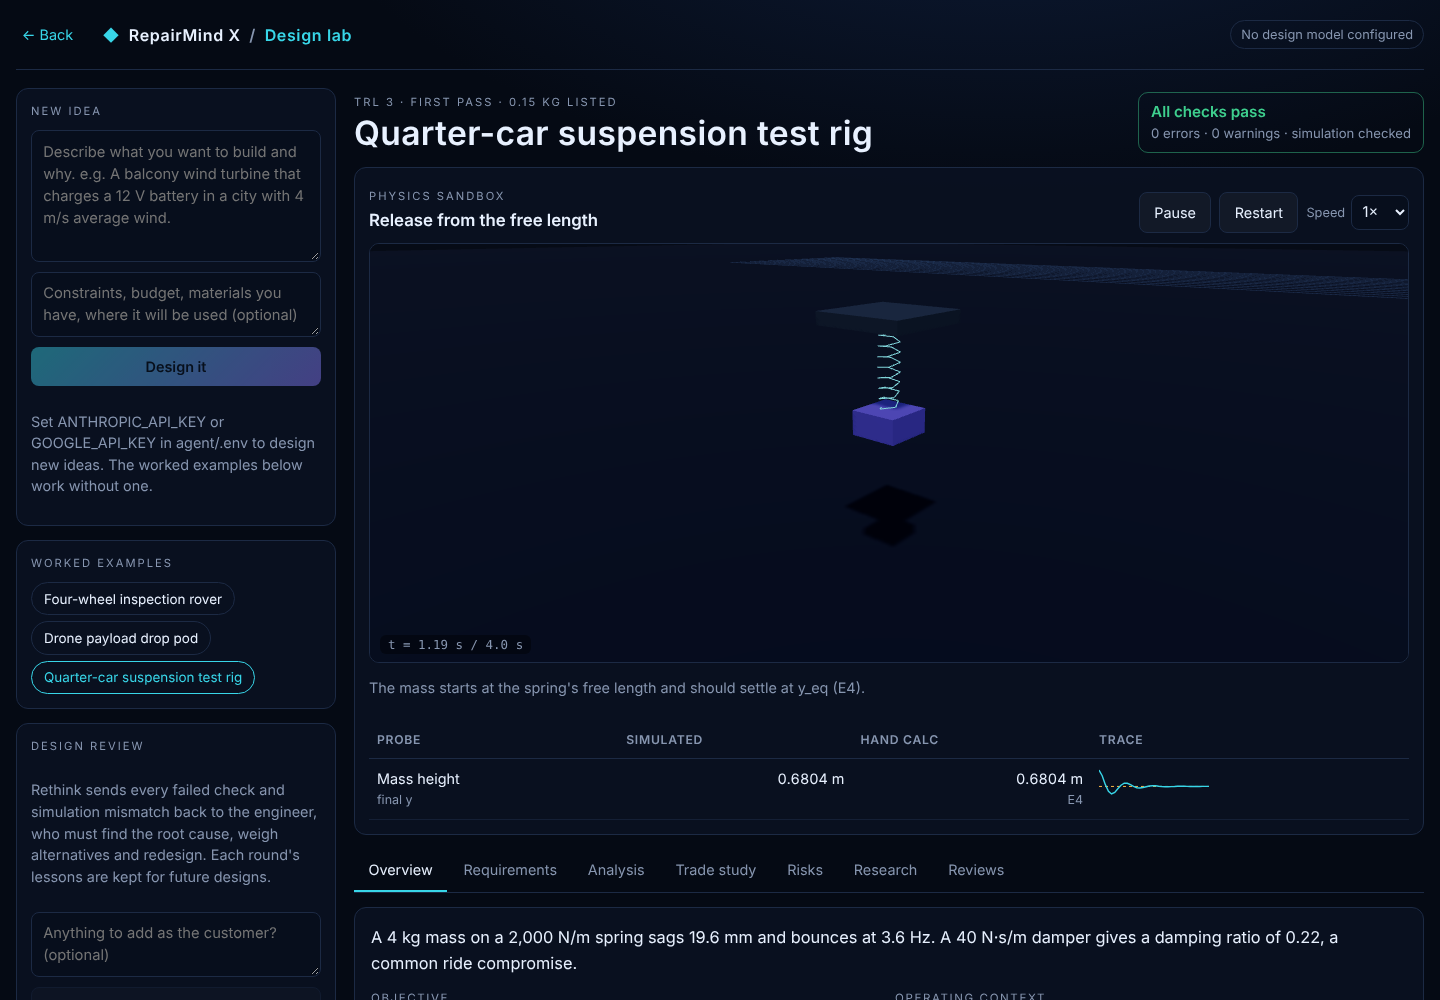 ← Back
RepairMind X / Design lab
No design model configured
NEW IDEA
Describe what you want to build and
why. e.g. A balcony wind turbine that
charges a 12 V battery in a city with 4
m/s average wind.
Constraints, budget, materials you
have, where it will be used (optional)
Design it
Set ANTHROPIC_API_KEY or
GOOGLE_API_KEY in agent/.env to design
new ideas. The worked examples below
work without one.
WORKED EXAMPLES
Four-wheel inspection rover
Drone payload drop pod
Quarter-car suspension test rig
DESIGN REVIEW
Rethink sends every failed check and
simulation mismatch back to the engineer,
who must find the root cause, weigh
alternatives and redesign. Each round's
lessons are kept for future designs.
Anything to add as the customer?
(optional)
TRL 3 · FIRST PASS · 0.15 KG LISTED
Quarter-car suspension test rig
All checks pass
0 errors · 0 warnings · simulation checked
PHYSICS SANDBOX
Release from the free length
Pause
Restart
Speed
1×
t = 1.19 s / 4.0 s
The mass starts at the spring's free length and should settle at y_eq (E4).
PROBE SIMULATED HAND CALC TRACE
Mass height 0.6804 m 0.6804 m
final y E4
Overview Requirements Analysis Trade study Risks Research Reviews
A 4 kg mass on a 2,000 N/m spring sags 19.6 mm and bounces at 3.6 Hz. A 40 N·s/m damper gives a damping ratio of 0.22, a
common ride compromise.
OBJECTIVE OPERATING CONTEXT